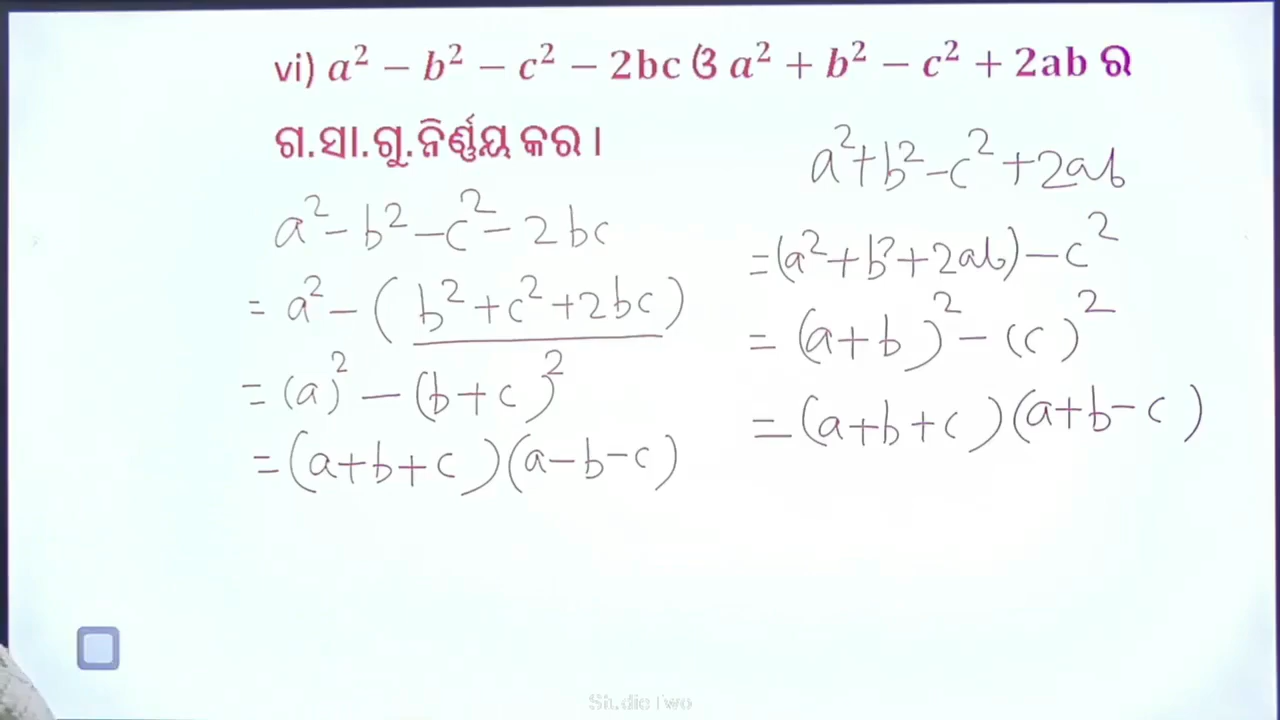 vi) a² − b² − c² − 2bc ଓ a² + b² − c² + 2ab ର
ଗ.ସା.ଗୁ.ନିର୍ଣ୍ଣୟ କର ।
a² − b² − c² − 2bc
= a² − (b² + c² + 2bc)
= (a)² − (b+c)²
= (a+b+c)(a−b−c)
a² + b² − c² + 2ab
= (a² + b² + 2ab) − c²
= (a+b)² − (c)²
= (a+b+c)(a+b−c)